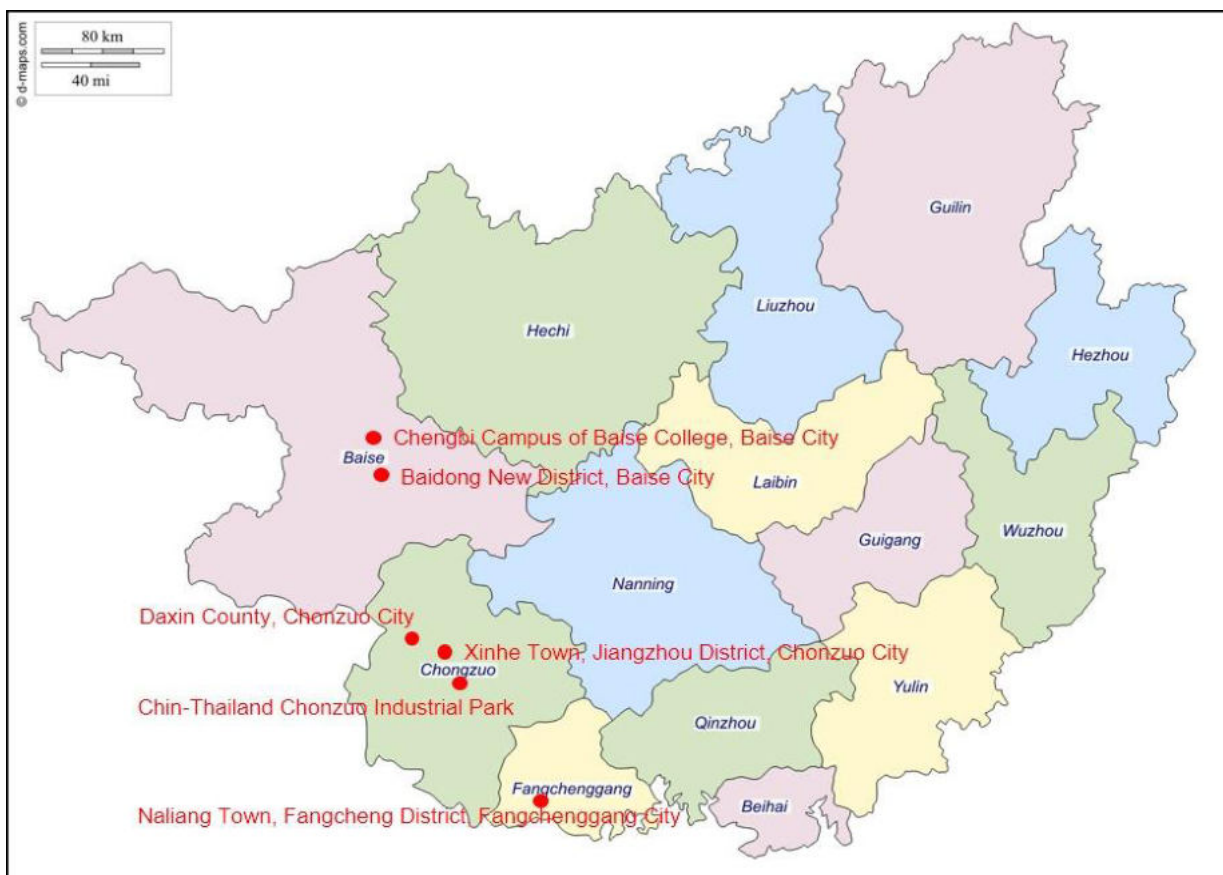 80 km
40 mi
© d-maps.com
Guilin
Liuzhou
Hechi
Hezhou
Chengbi Campus of Baise College, Baise City
Baise
Baidong New District, Baise City
Laibin
Wuzhou
Guigang
Nanning
Daxin County, Chonzuo City
Xinhe Town, Jiangzhou District, Chonzuo City
Chongzuo
Yulin
Chin-Thailand Chonzuo Industrial Park
Qinzhou
Fangchenggang
Beihai
Naliang Town, Fangcheng District, Fangchenggang City